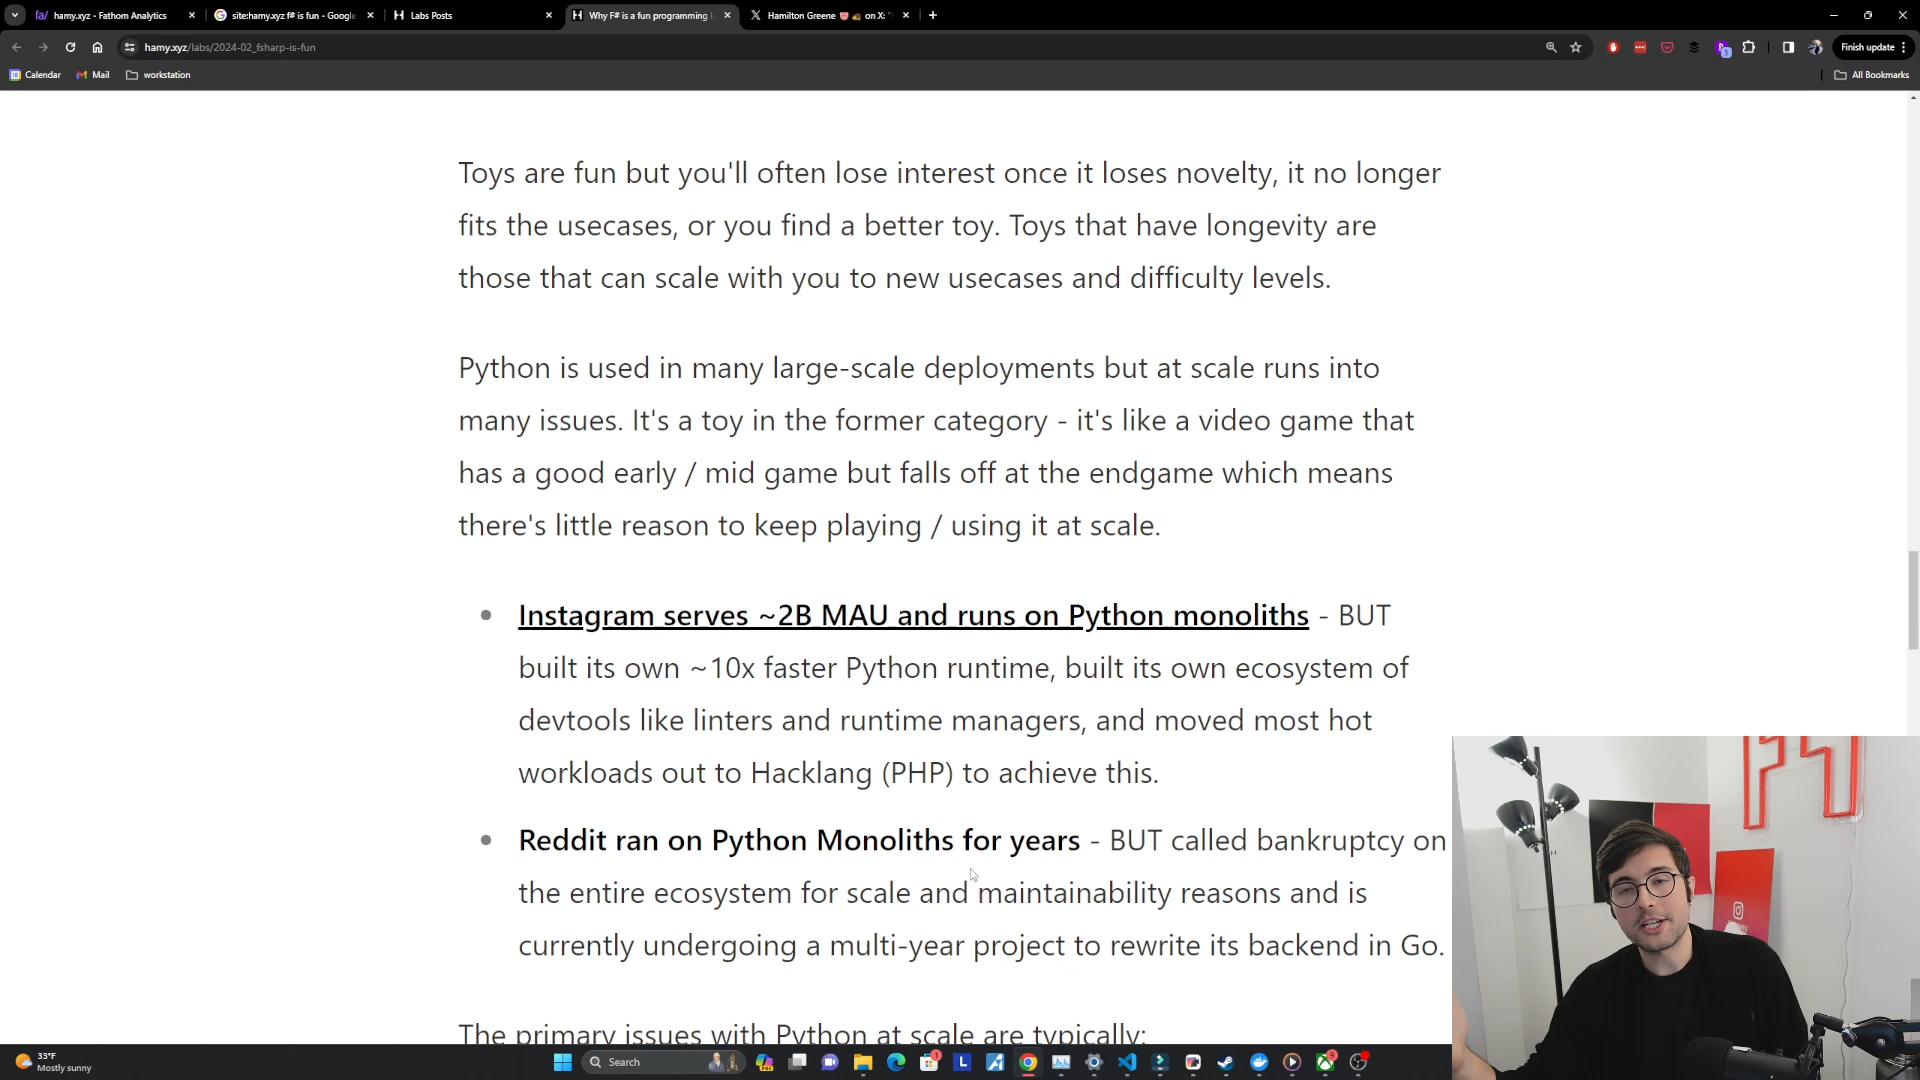 hamy.xyz - Fathom Analytics
site:hamy.xyz f# is fun - Google
Labs Posts
Why F# is a fun programming l
Hamilton Greene
on X: "
hamy.xyz/labs/2024-02_fsharp-is-fun
Finish update
Calendar
Mail
workstation
All Bookmarks
Toys are fun but you'll often lose interest once it loses novelty, it no longer
fits the usecases, or you find a better toy. Toys that have longevity are
those that can scale with you to new usecases and difficulty levels.
Python is used in many large-scale deployments but at scale runs into
many issues. It's a toy in the former category - it's like a video game that
has a good early / mid game but falls off at the endgame which means
there's little reason to keep playing / using it at scale.
Instagram serves ~2B MAU and runs on Python monoliths - BUT
built its own ~10x faster Python runtime, built its own ecosystem of
devtools like linters and runtime managers, and moved most hot
workloads out to Hacklang (PHP) to achieve this.
Reddit ran on Python Monoliths for years - BUT called bankruptcy on
the entire ecosystem for scale and maintainability reasons and is
currently undergoing a multi-year project to rewrite its backend in Go.
The primary issues with Python at scale are typically:
33°F
Mostly sunny
Search